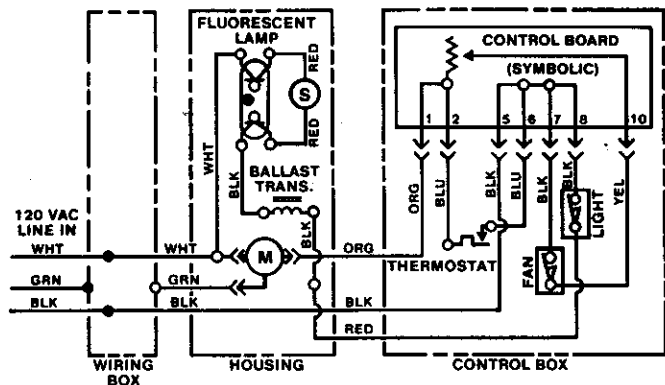 FLUORESCENT
LAMP
RED
S
RED
WHT
BLK
BALLAST
TRANS.
BLK
CONTROL BOARD
(SYMBOLIC)
1 2 5 6 7 8 10
ORG
BLU
BLK
BLU
BLK
BLK
YEL
LIGHT
THERMOSTAT
FAN
120 VAC
LINE IN
WHT WHT M ORG
GRN GRN
BLK BLK BLK
RED
WIRING
BOX
HOUSING
CONTROL BOX